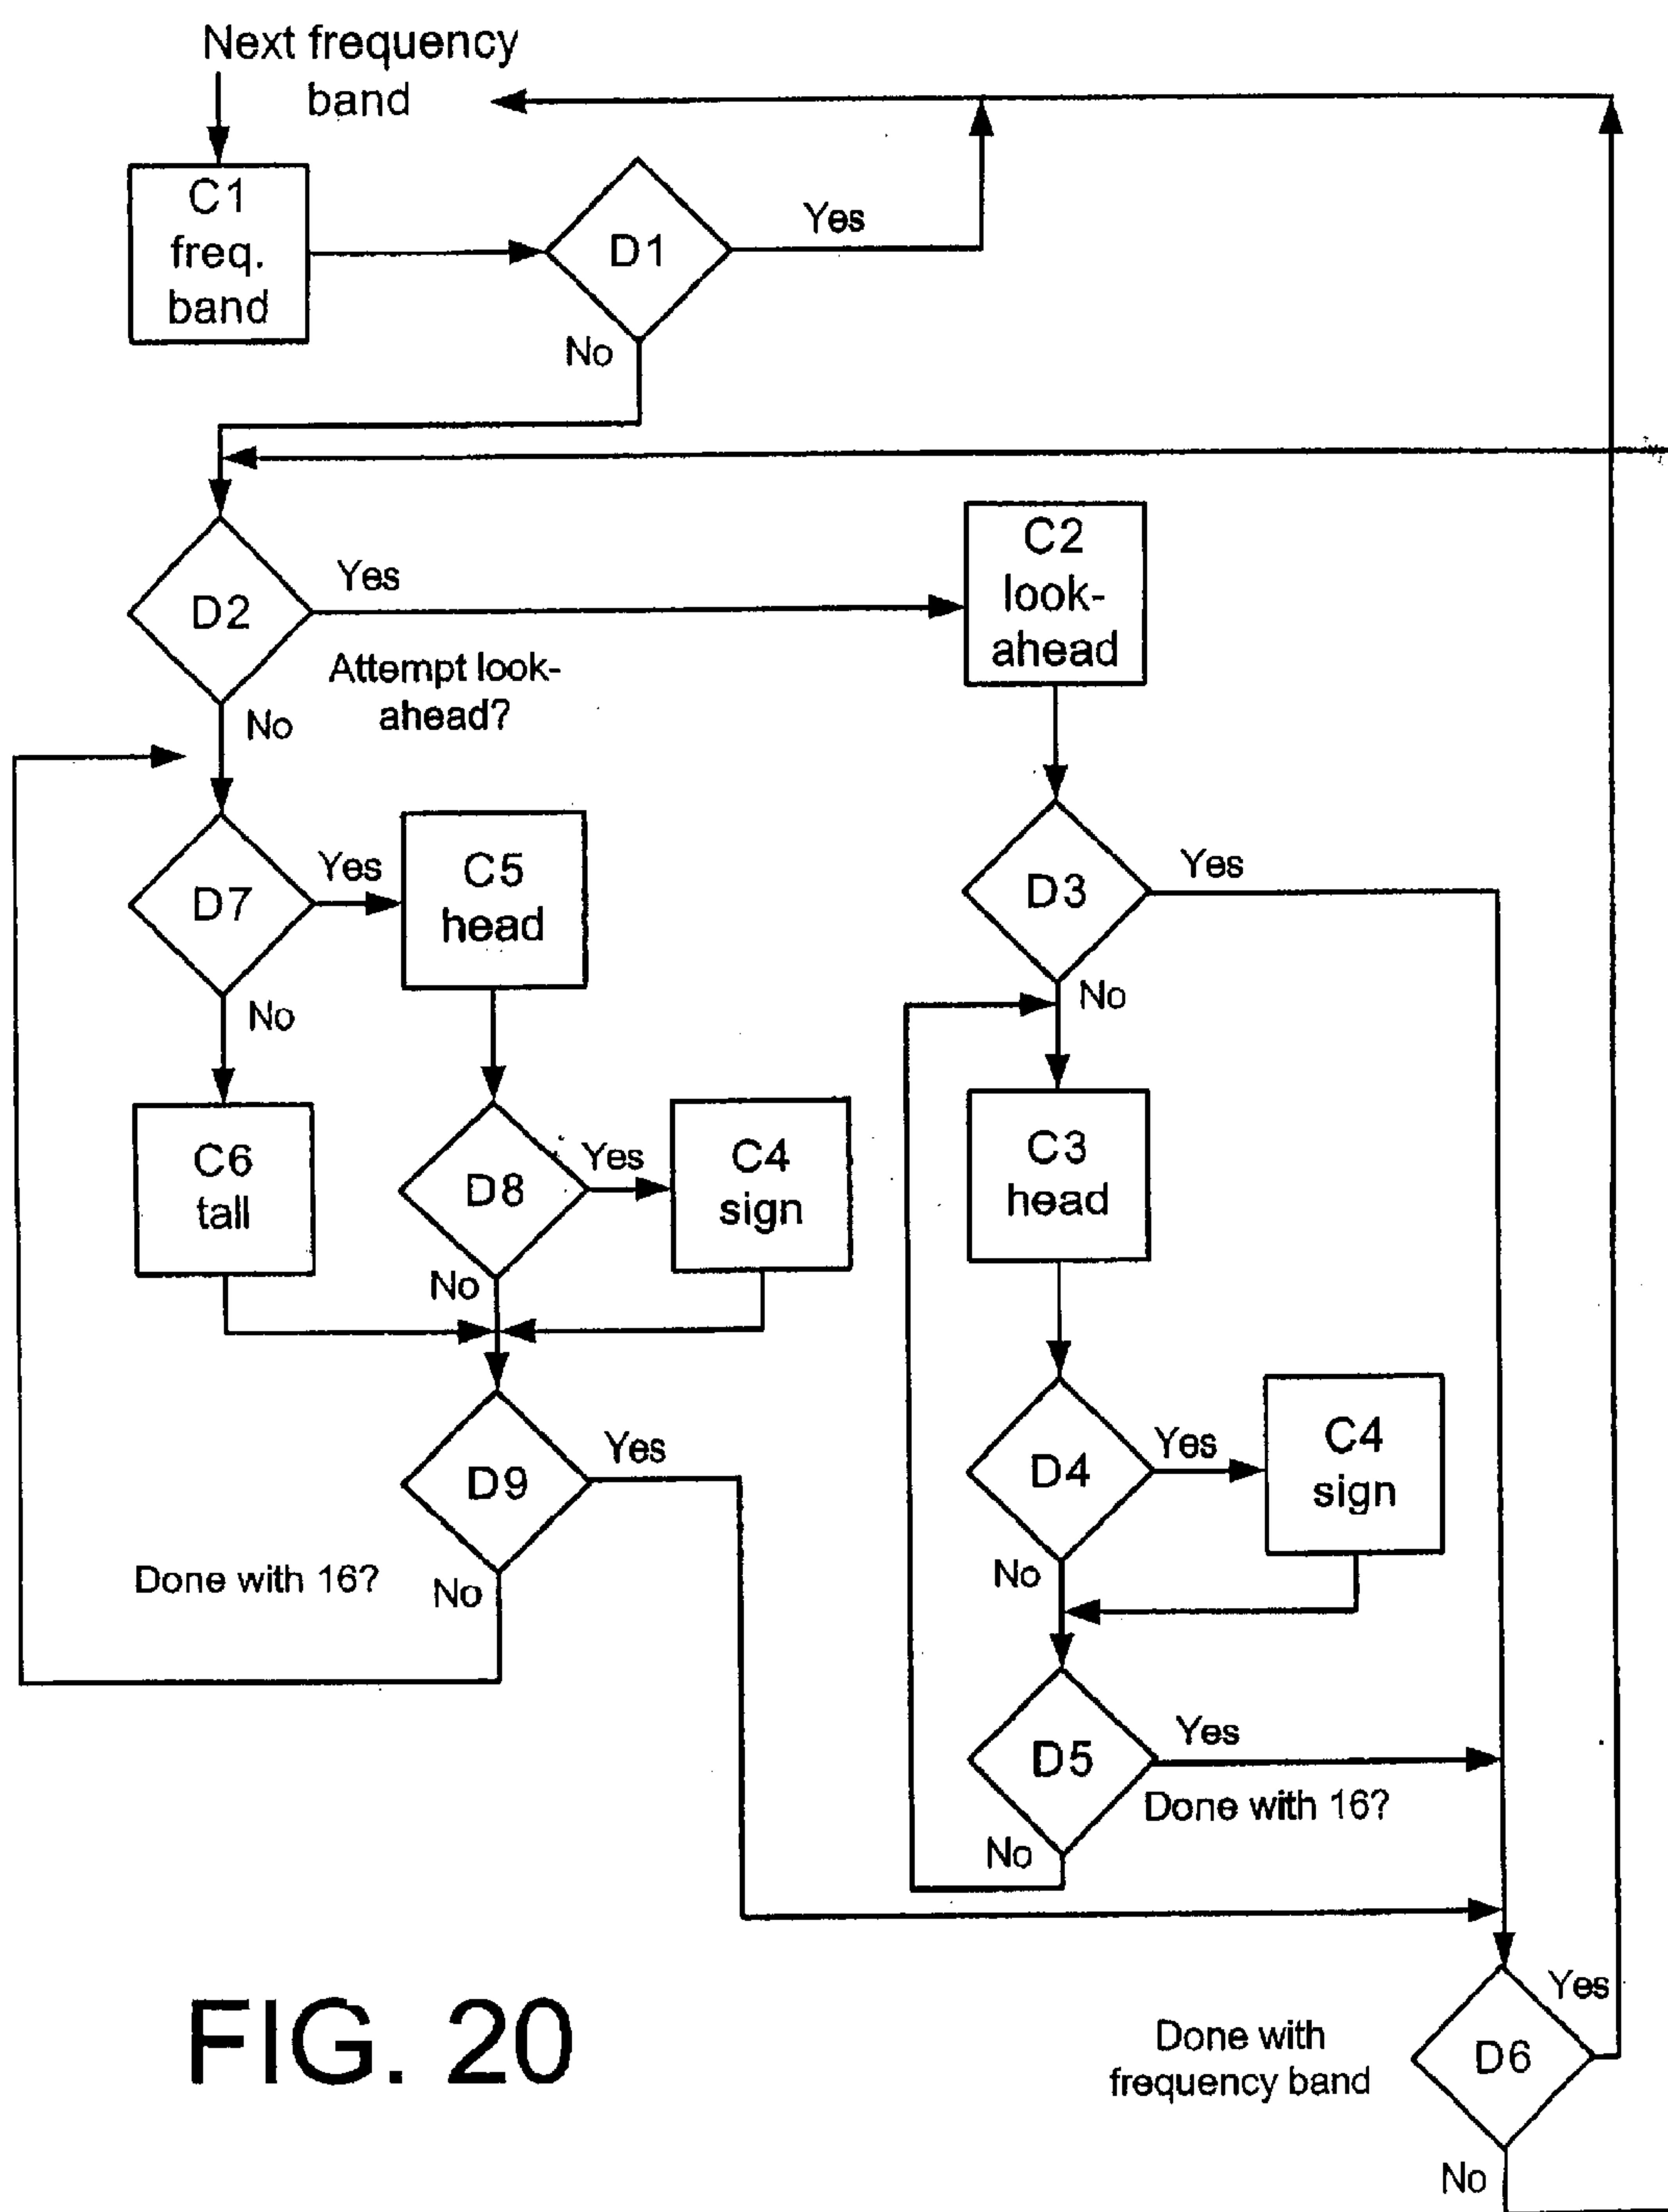 Next frequency
band
C1
freq.
band
D1
Yes
No
D2
Yes
Attempt look-
ahead?
No
C2
look-
ahead
D7
Yes
No
C5
head
D3
Yes
No
C6
tall
D8
Yes
No
C4
sign
C3
head
D9
Yes
Done with 16?
No
D4
Yes
No
C4
sign
D5
Yes
Done with 16?
No
D6
Yes
Done with
frequency band
No
FIG. 20